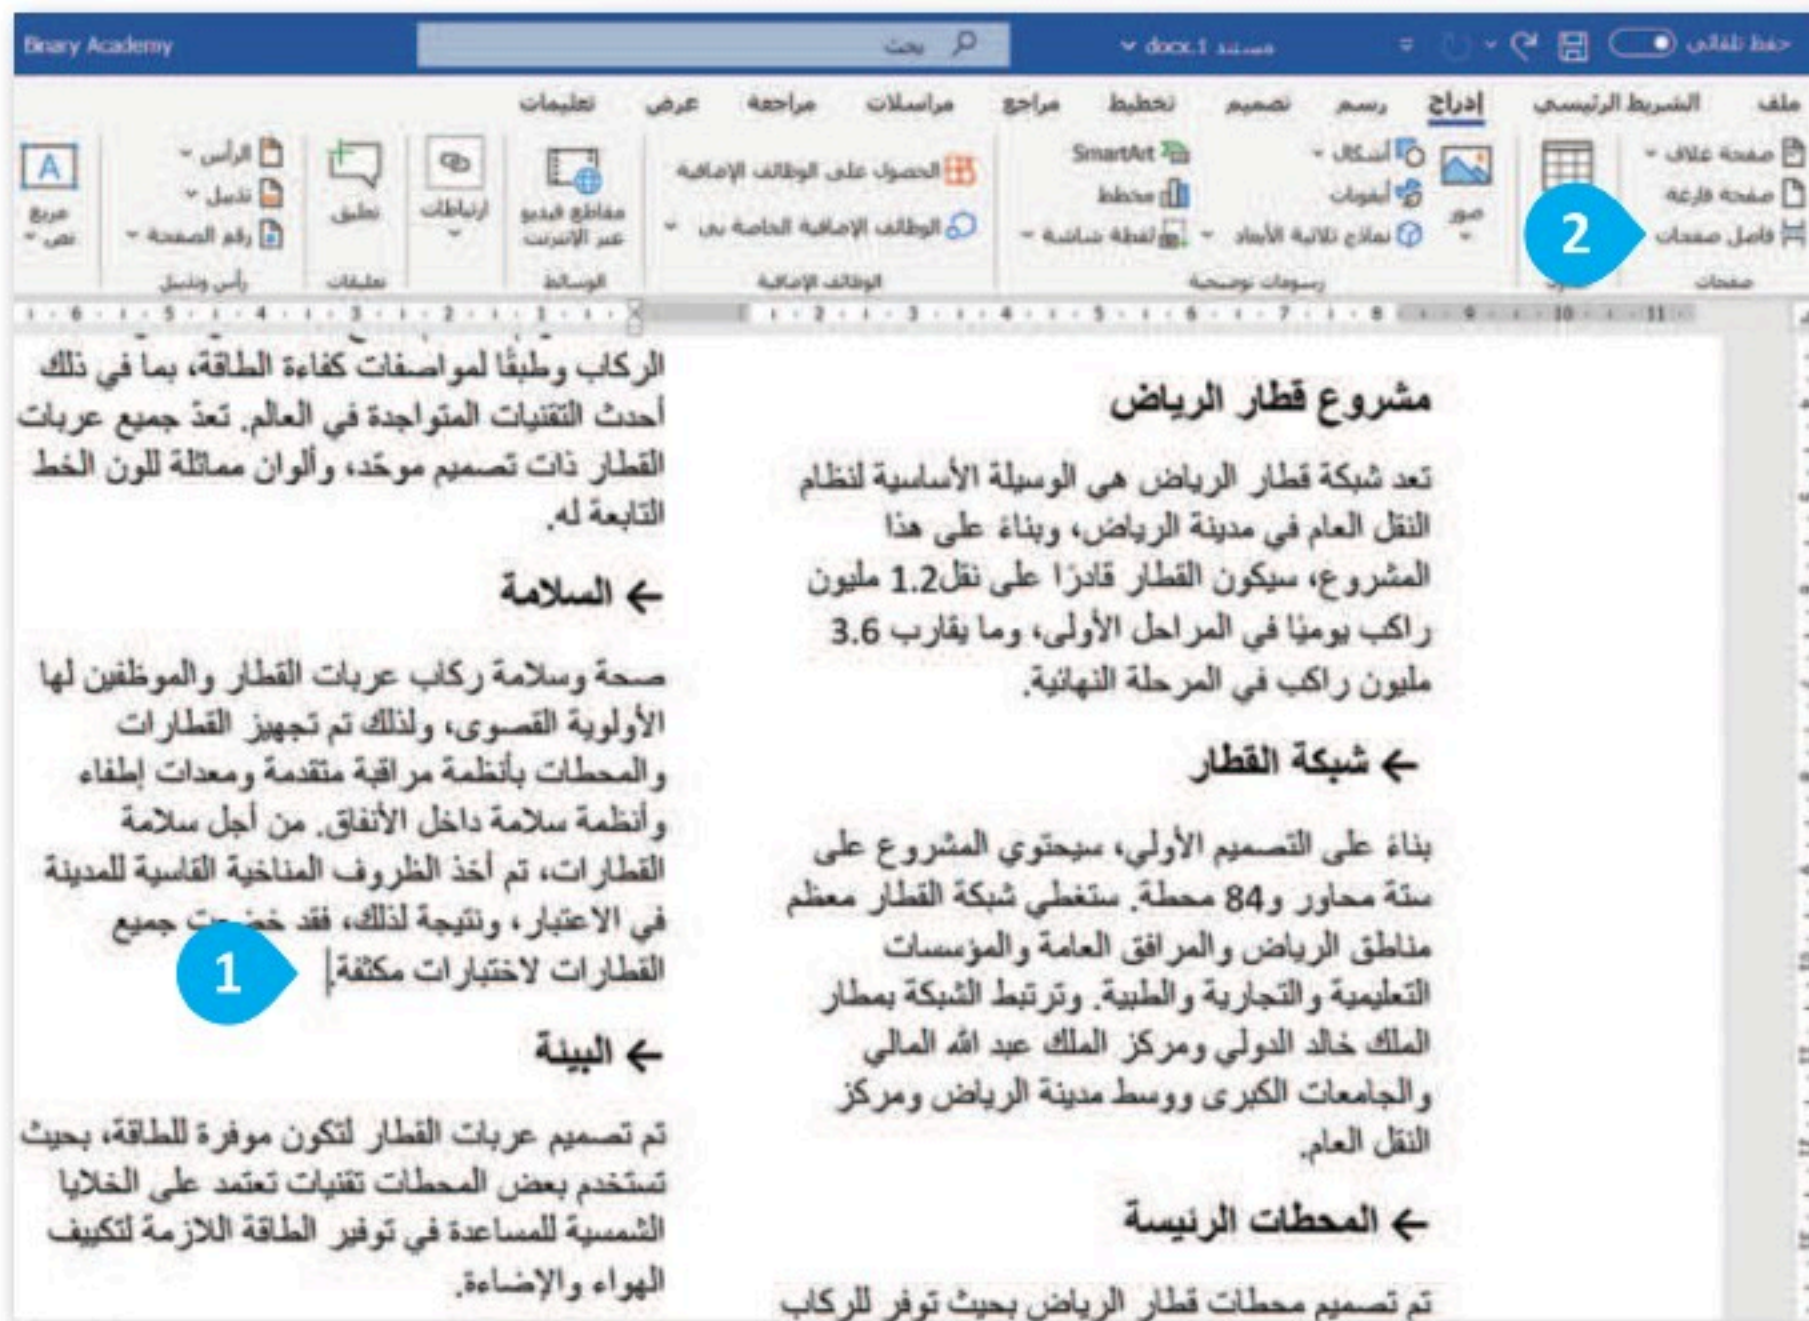 حفظ تلقائي
مستند 1.docx
بحث
Binary Academy
ملف
الشريط الرئيسي
إدراج
رسم
تصميم
تخطيط
مراجع
مراسلات
مراجعة
عرض
تعليمات
صفحة غلاف
صفحة فارغة
فاصل صفحات
صفحات
2
صور
أشكال
أيقونات
نماذج ثلاثية الأبعاد
SmartArt
مخطط
لقطة شاشة
رسومات توضيحية
الحصول على الوظائف الإضافية
الوظائف الإضافية الخاصة بي
الوظائف الإضافية
مقاطع فيديو
عبر الإنترنت
الوسائط
ارتباطات
تعليق
تعليقات
الرأس
تذييل
رقم الصفحة
رأس وتذييل
مربع
نص
مشروع قطار الرياض
تعد شبكة قطار الرياض هي الوسيلة الأساسية لنظام
النقل العام في مدينة الرياض، وبناءً على هذا
المشروع، سيكون القطار قادرًا على نقل1.2 مليون
راكب يوميًا في المراحل الأولى، وما يقارب 3.6
مليون راكب في المرحلة النهائية.
← شبكة القطار
بناءً على التصميم الأولي، سيحتوي المشروع على
ستة محاور و84 محطة. ستغطي شبكة القطار معظم
مناطق الرياض والمرافق العامة والمؤسسات
التعليمية والتجارية والطبية. وترتبط الشبكة بمطار
الملك خالد الدولي ومركز الملك عبد الله المالي
والجامعات الكبرى ووسط مدينة الرياض ومركز
النقل العام.
← المحطات الرئيسة
تم تصميم محطات قطار الرياض بحيث توفر للركاب
الركاب وطبقًا لمواصفات كفاءة الطاقة، بما في ذلك
أحدث التقنيات المتواجدة في العالم. تعدّ جميع عربات
القطار ذات تصميم موحّد، وألوان مماثلة للون الخط
التابعة له.
← السلامة
صحة وسلامة ركاب عربات القطار والموظفين لها
الأولوية القصوى، ولذلك تم تجهيز القطارات
والمحطات بأنظمة مراقبة متقدمة ومعدات إطفاء
وأنظمة سلامة داخل الأنفاق. من أجل سلامة
القطارات، تم أخذ الظروف المناخية القاسية للمدينة
في الاعتبار، ونتيجة لذلك، فقد خضعت جميع
القطارات لاختبارات مكثفة.
1
← البيئة
تم تصميم عربات القطار لتكون موفرة للطاقة، بحيث
تستخدم بعض المحطات تقنيات تعتمد على الخلايا
الشمسية للمساعدة في توفير الطاقة اللازمة لتكييف
الهواء والإضاءة.